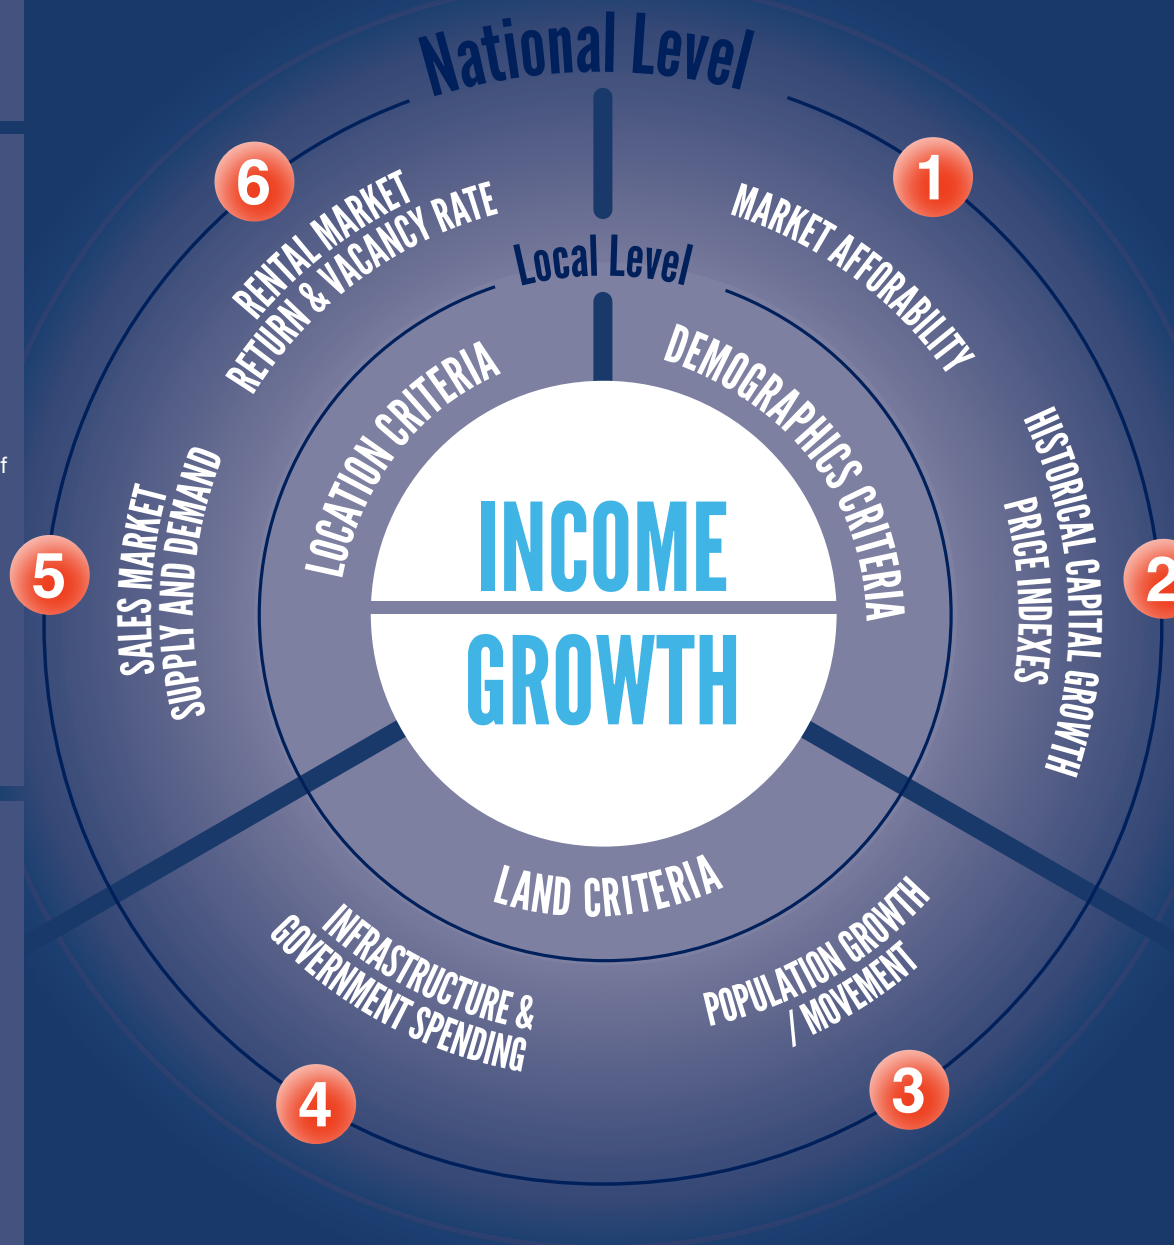 National Level
1
MARKET AFFORABILITY
2
HISTORICAL CAPITAL GROWTH
PRICE INDEXES
3
POPULATION GROWTH
/ MOVEMENT
4
INFRASTRUCTURE &
GOVERNMENT SPENDING
5
SALES MARKET
SUPPLY AND DEMAND
6
RENTAL MARKET
RETURN & VACANCY RATE
Local Level
DEMOGRAPHICS CRITERIA
LAND CRITERIA
LOCATION CRITERIA
INCOME
GROWTH
f